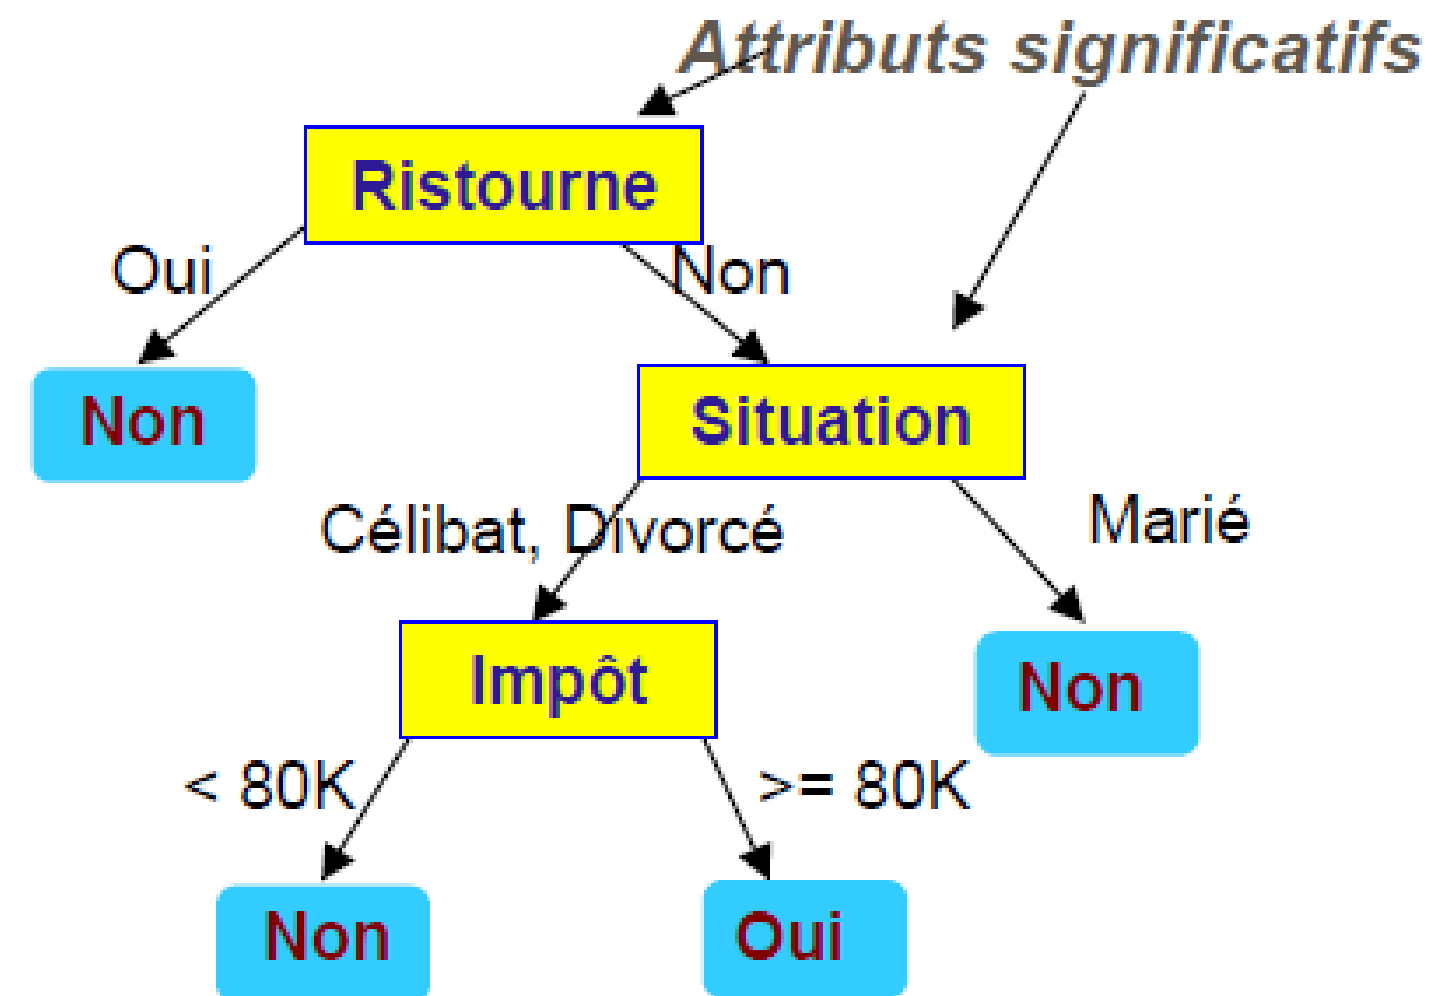 Attributs significatifs
Ristourne
Oui
Non
Non
Situation
Célibat, Divorcé
Marié
Impôt
Non
< 80K
>= 80K
Non
Oui